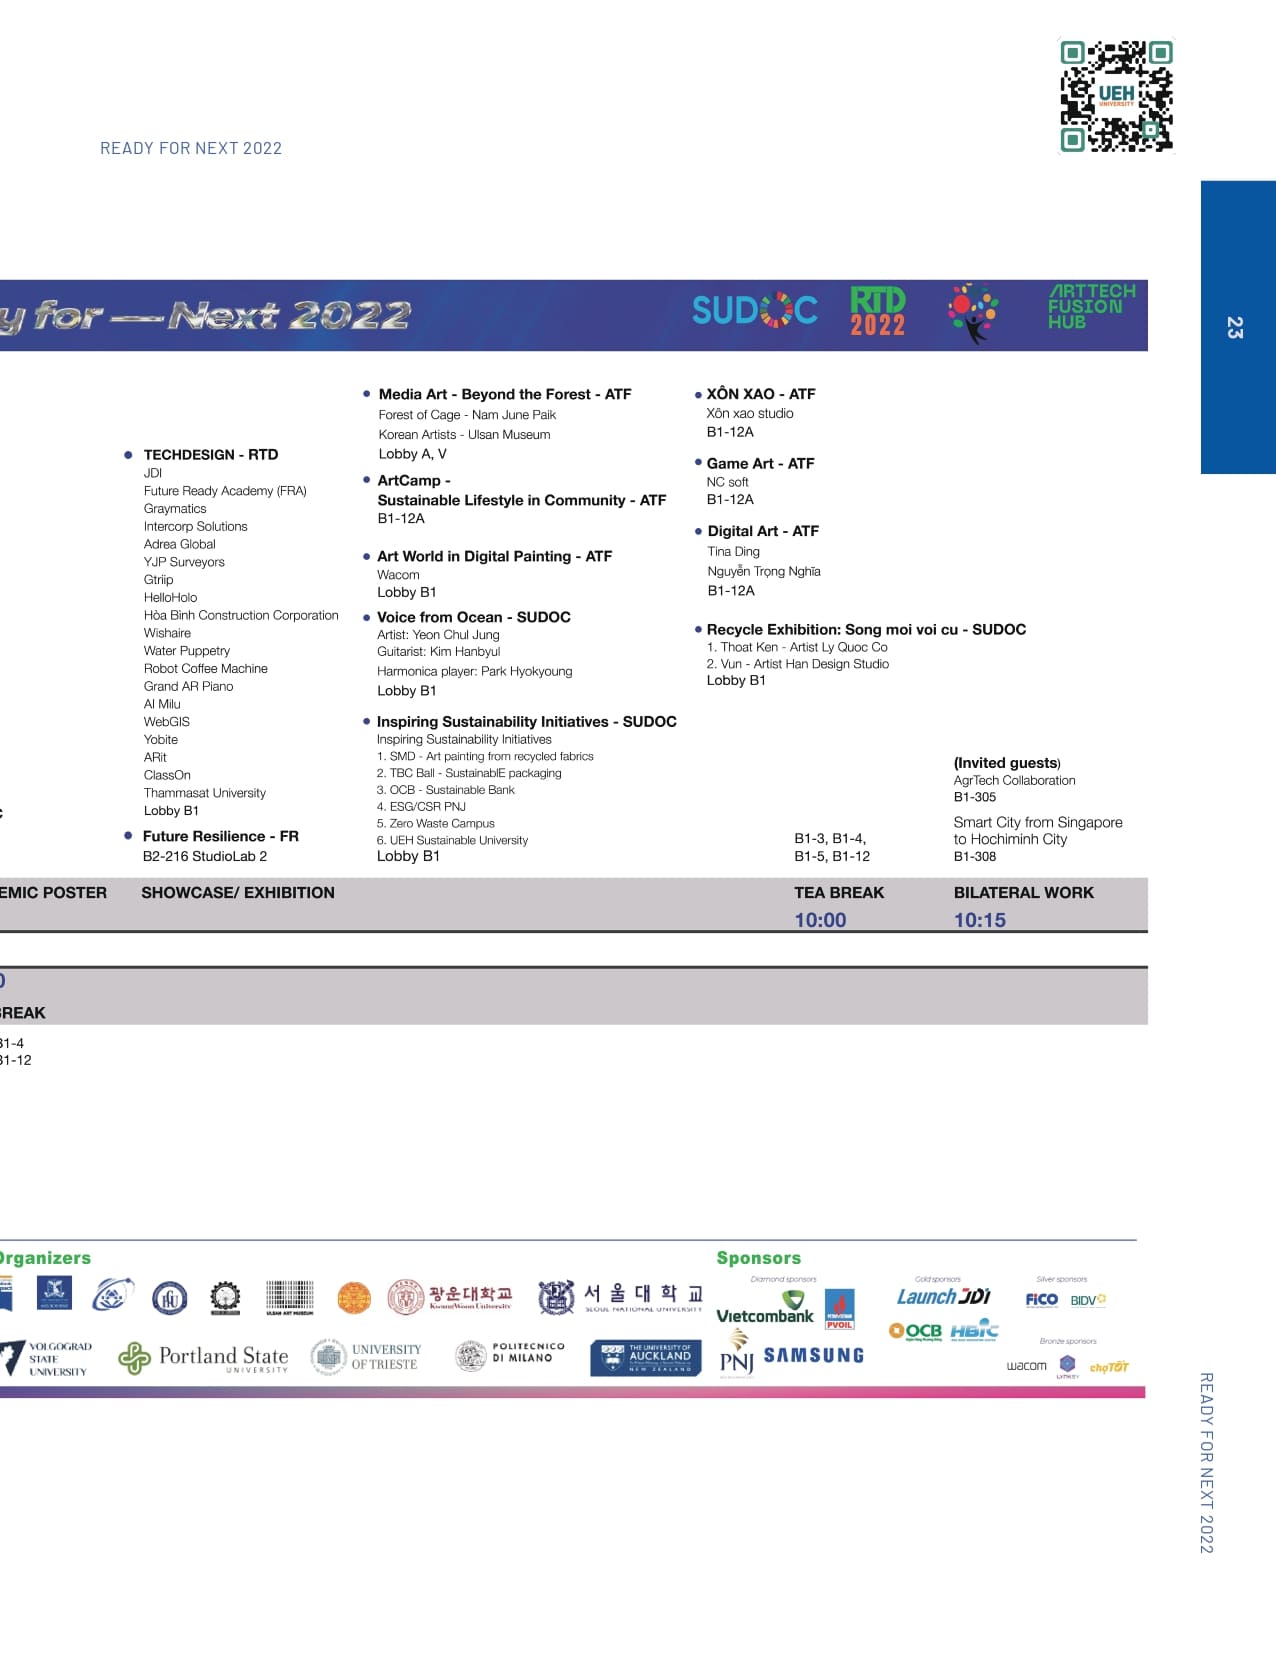 UEH
UNIVERSITY
READY FOR NEXT 2022
23
y for — Next 2022
SUDOC
RTD
2022
ARTTECH
FUSION
HUB
TECHDESIGN - RTD
JDI
Future Ready Academy (FRA)
Graymatics
Intercorp Solutions
Adrea Global
YJP Surveyors
Gtriip
HelloHolo
Hòa Bình Construction Corporation
Wishaire
Water Puppetry
Robot Coffee Machine
Grand AR Piano
AI Milu
WebGIS
Yobite
ARit
ClassOn
Thammasat University
Lobby B1
Future Resilience - FR
B2-216 StudioLab 2
Media Art - Beyond the Forest - ATF
Forest of Cage - Nam June Paik
Korean Artists - Ulsan Museum
Lobby A, V
ArtCamp -
Sustainable Lifestyle in Community - ATF
B1-12A
Art World in Digital Painting - ATF
Wacom
Lobby B1
Voice from Ocean - SUDOC
Artist: Yeon Chul Jung
Guitarist: Kim Hanbyul
Harmonica player: Park Hyokyoung
Lobby B1
Inspiring Sustainability Initiatives - SUDOC
Inspiring Sustainability Initiatives
1. SMD - Art painting from recycled fabrics
2. TBC Ball - SustainablE packaging
3. OCB - Sustainable Bank
4. ESG/CSR PNJ
5. Zero Waste Campus
6. UEH Sustainable University
Lobby B1
XÔN XAO - ATF
Xôn xao studio
B1-12A
Game Art - ATF
NC soft
B1-12A
Digital Art - ATF
Tina Ding
Nguyễn Trọng Nghĩa
B1-12A
Recycle Exhibition: Song moi voi cu - SUDOC
1. Thoat Ken - Artist Ly Quoc Co
2. Vun - Artist Han Design Studio
Lobby B1
B1-3, B1-4,
B1-5, B1-12
(Invited guests)
AgrTech Collaboration
B1-305
Smart City from Singapore
to Hochiminh City
B1-308
EMIC POSTER
SHOWCASE/ EXHIBITION
TEA BREAK
BILATERAL WORK
10:00
10:15
0
BREAK
B1-4
B1-12
Organizers
Sponsors
Diamond sponsors
Gold sponsors
Silver sponsors
ULSAN ART MUSEUM
광운대학교
KwangWoon University
서울대학교
SEOUL NATIONAL UNIVERSITY
Vietcombank
PVOIL
Launch JDI
FiCO
BIDV
OCB
HBIC
VOLGOGRAD
STATE
UNIVERSITY
Portland State
UNIVERSITY
UNIVERSITY
OF TRIESTE
POLITECNICO
DI MILANO
THE UNIVERSITY OF
AUCKLAND
NEW ZEALAND
PNJ
SAMSUNG
Bronze sponsors
wacom
chợTỐT
READY FOR NEXT 2022